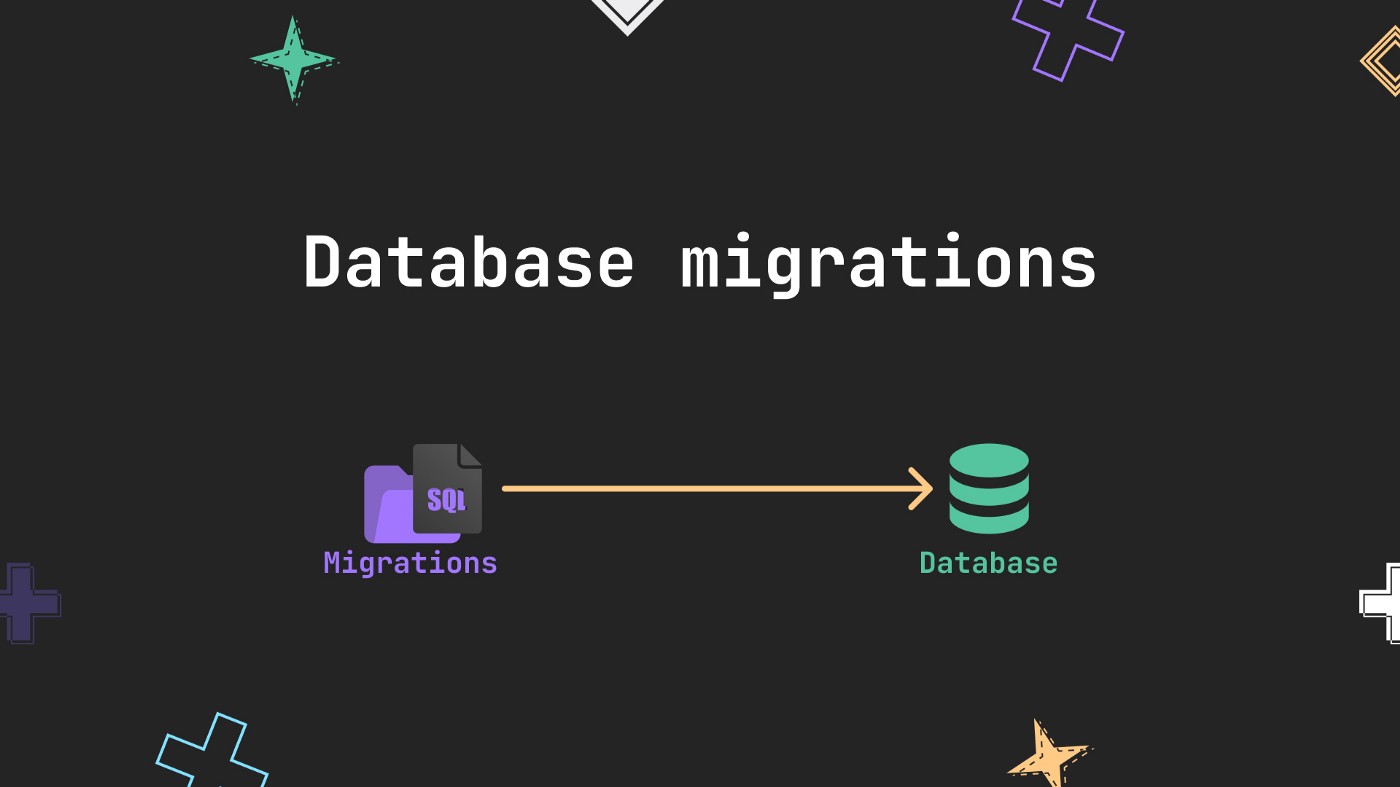 Database migrations
SQL
Migrations
Database